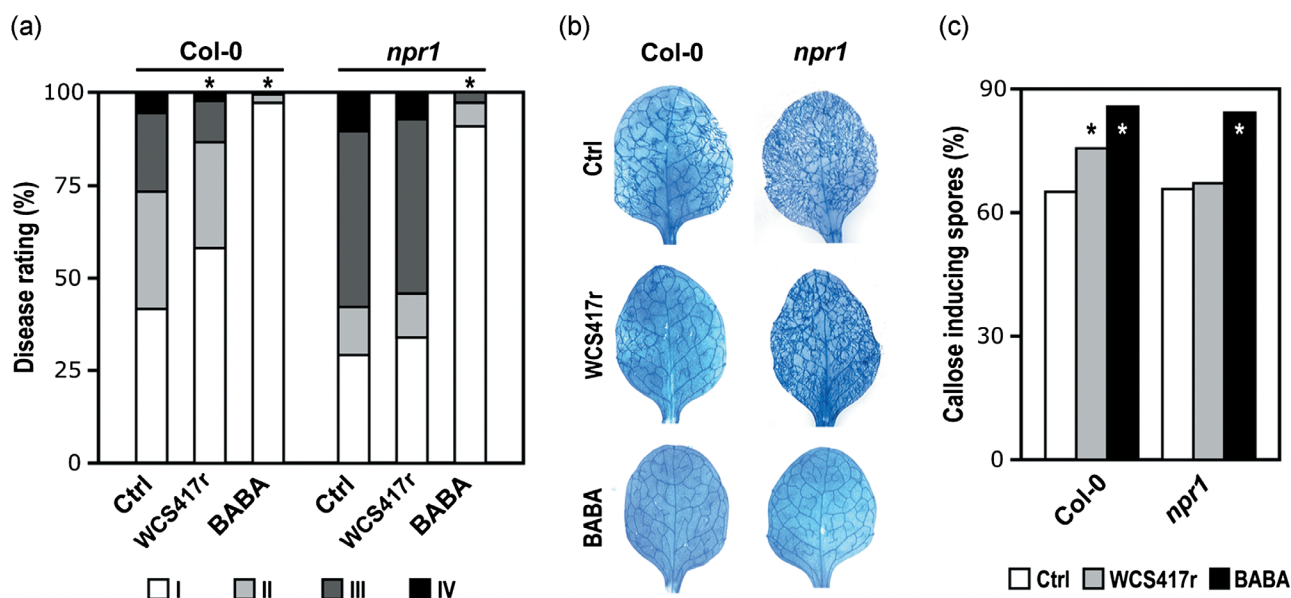 (a)
Col-0
npr1
* * *
Disease rating (%)
100
75
50
25
0
Ctrl
WCS417r
BABA
Ctrl
WCS417r
BABA
I II III IV
(b)
Col-0 npr1
Ctrl
WCS417r
BABA
(c)
Callose inducing spores (%)
90
60
30
0
* * *
Col-0
npr1
Ctrl WCS417r BABA